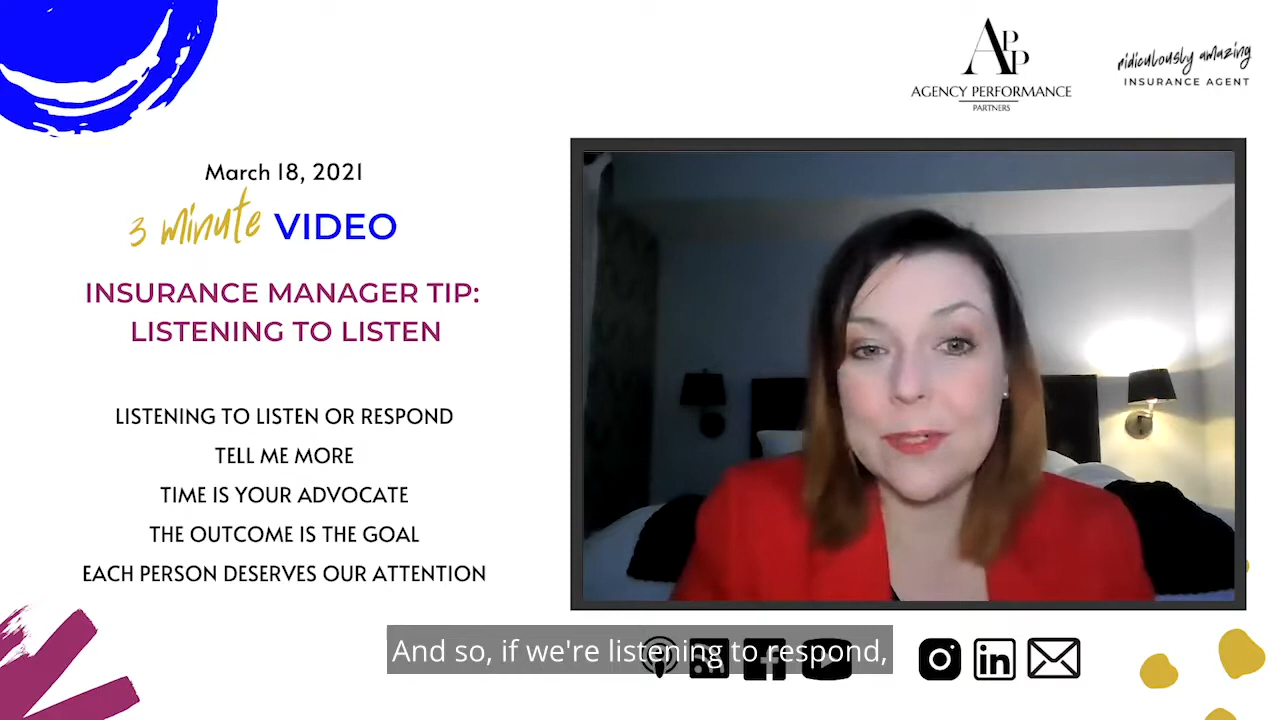 APP
AGENCY PERFORMANCE
PARTNERS
ridiculously amazing
INSURANCE AGENT
March 18, 2021
3 minute VIDEO
INSURANCE MANAGER TIP:
LISTENING TO LISTEN
LISTENING TO LISTEN OR RESPOND
TELL ME MORE
TIME IS YOUR ADVOCATE
THE OUTCOME IS THE GOAL
EACH PERSON DESERVES OUR ATTENTION
And so, if we're listening to respond,
in